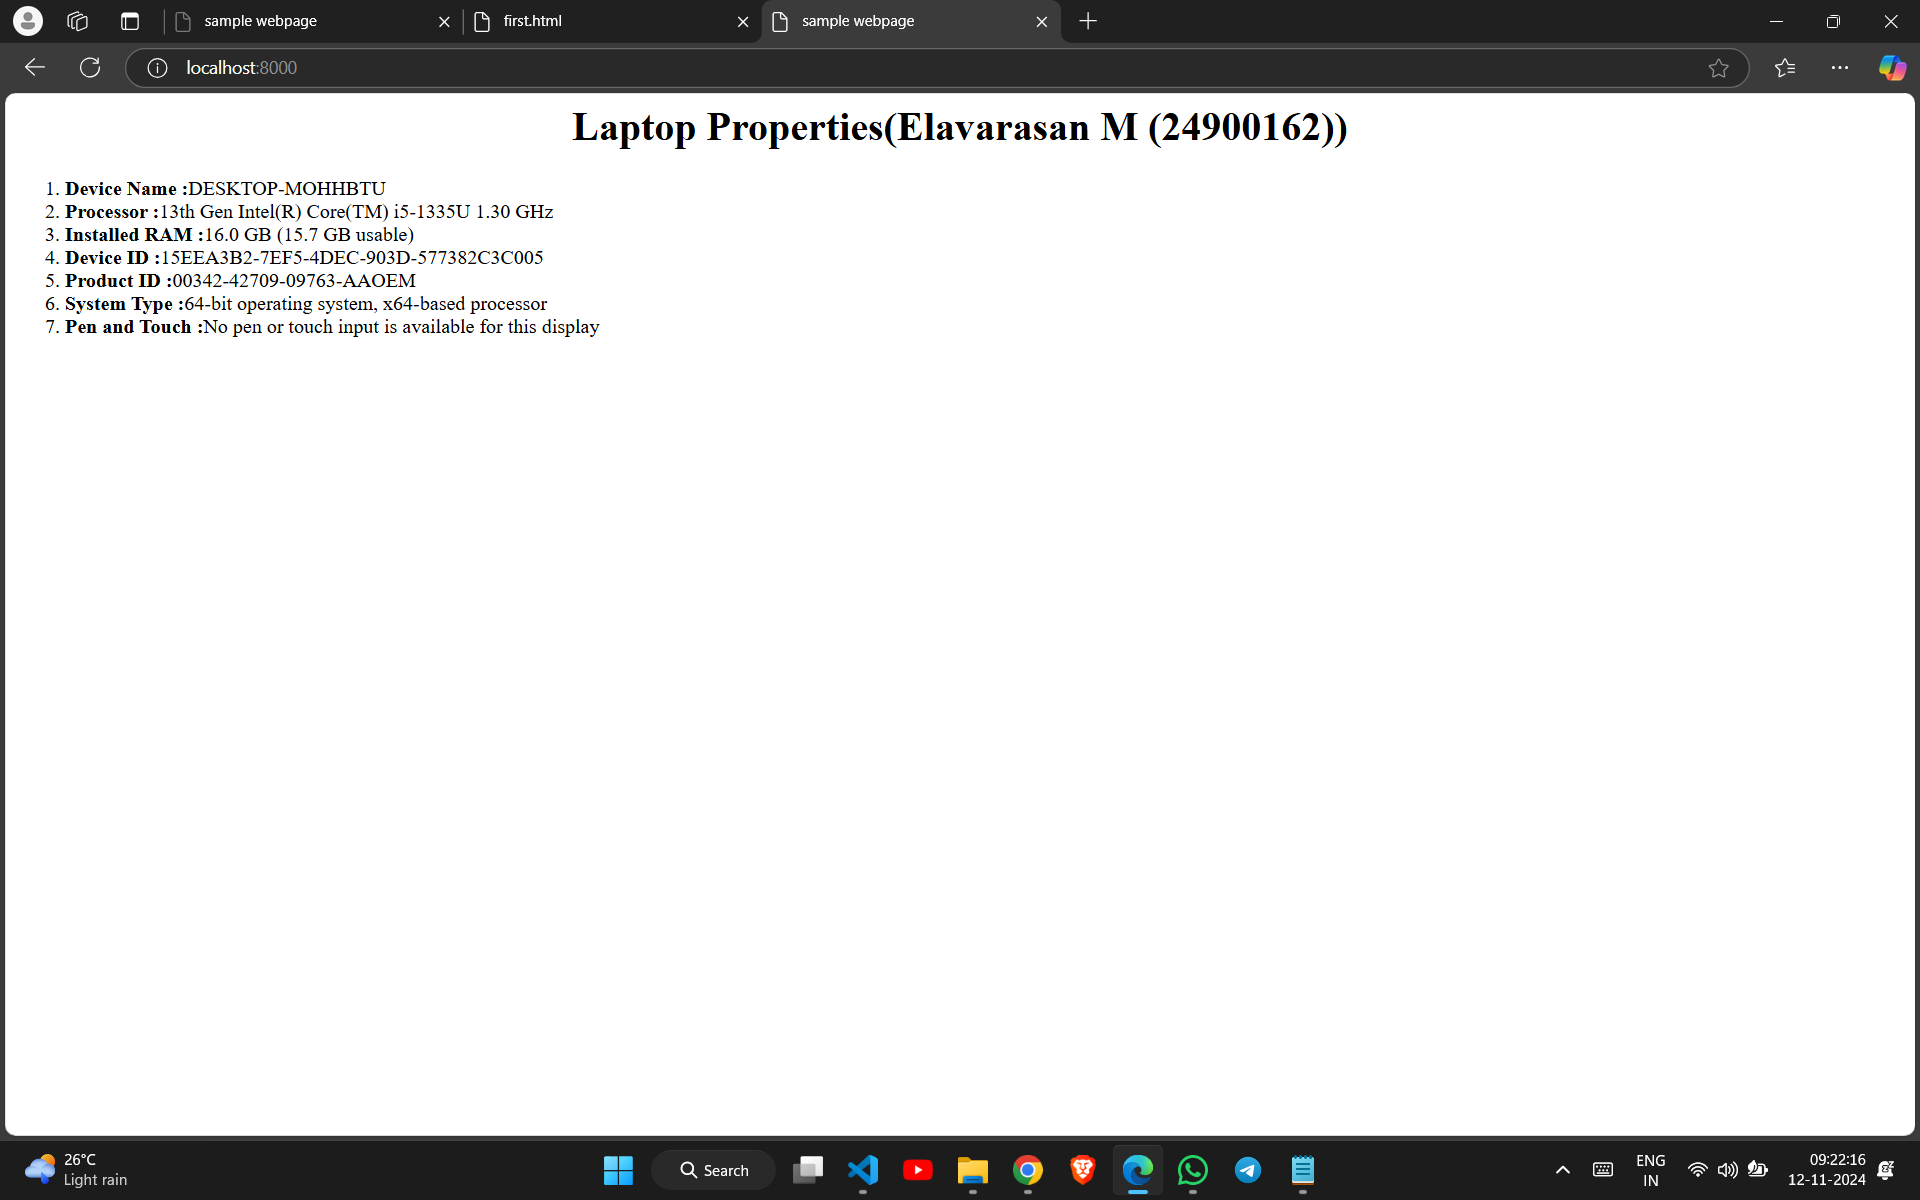 sample webpage
first.html
sample webpage
localhost:8000
Laptop Properties(Elavarasan M (24900162))
1. Device Name :DESKTOP-MOHHBTU
2. Processor :13th Gen Intel(R) Core(TM) i5-1335U 1.30 GHz
3. Installed RAM :16.0 GB (15.7 GB usable)
4. Device ID :15EEA3B2-7EF5-4DEC-903D-577382C3C005
5. Product ID :00342-42709-09763-AAOEM
6. System Type :64-bit operating system, x64-based processor
7. Pen and Touch :No pen or touch input is available for this display
26°C
Light rain
Search
ENG
IN
09:22:16
12-11-2024